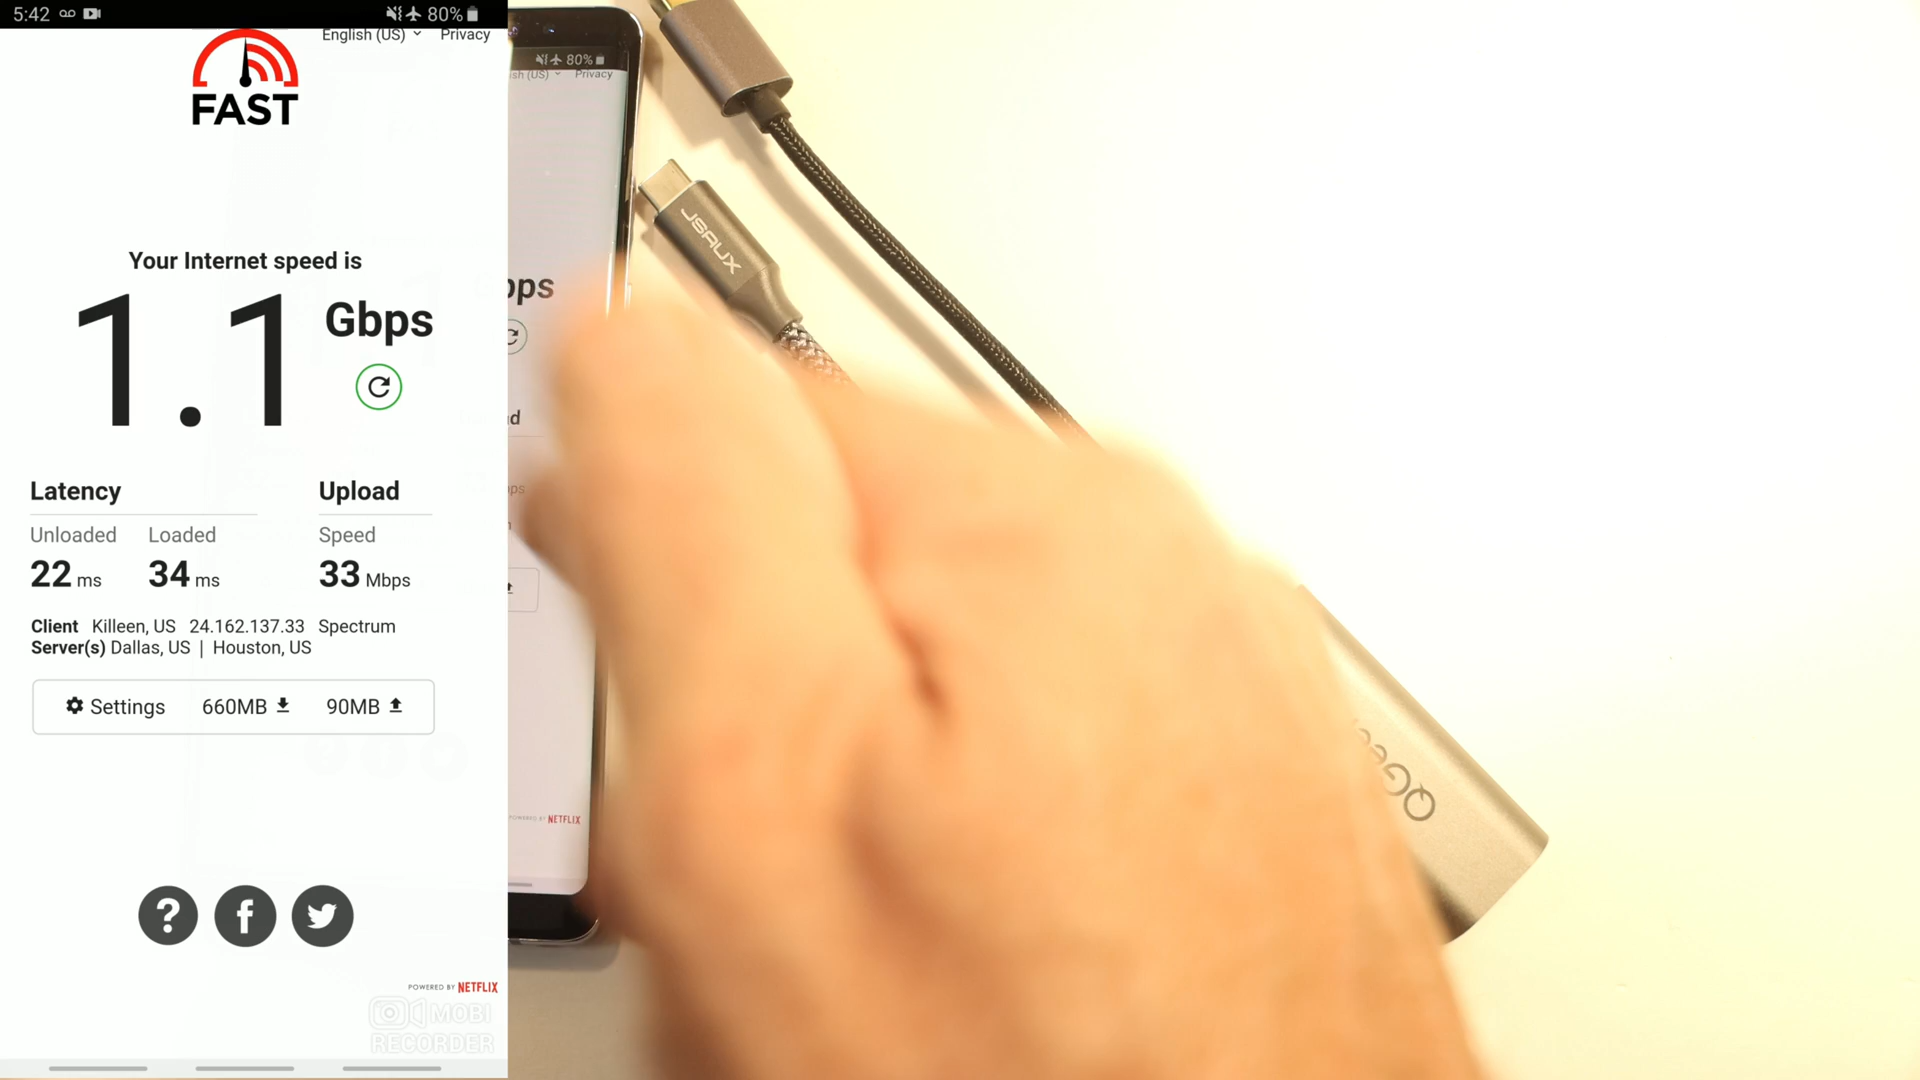 5:42 80%
English (US) Privacy
FAST
Your Internet speed is
1.1 Gbps
Latency Upload
Unloaded Loaded Speed
22 ms 34 ms 33 Mbps
Client Killeen, US 24.162.137.33 Spectrum
Server(s) Dallas, US | Houston, US
Settings 660MB 90MB
POWERED BY NETFLIX
MOBI
RECORDER
80%
(US) Privacy
JSAUX
POWERED BY NETFLIX